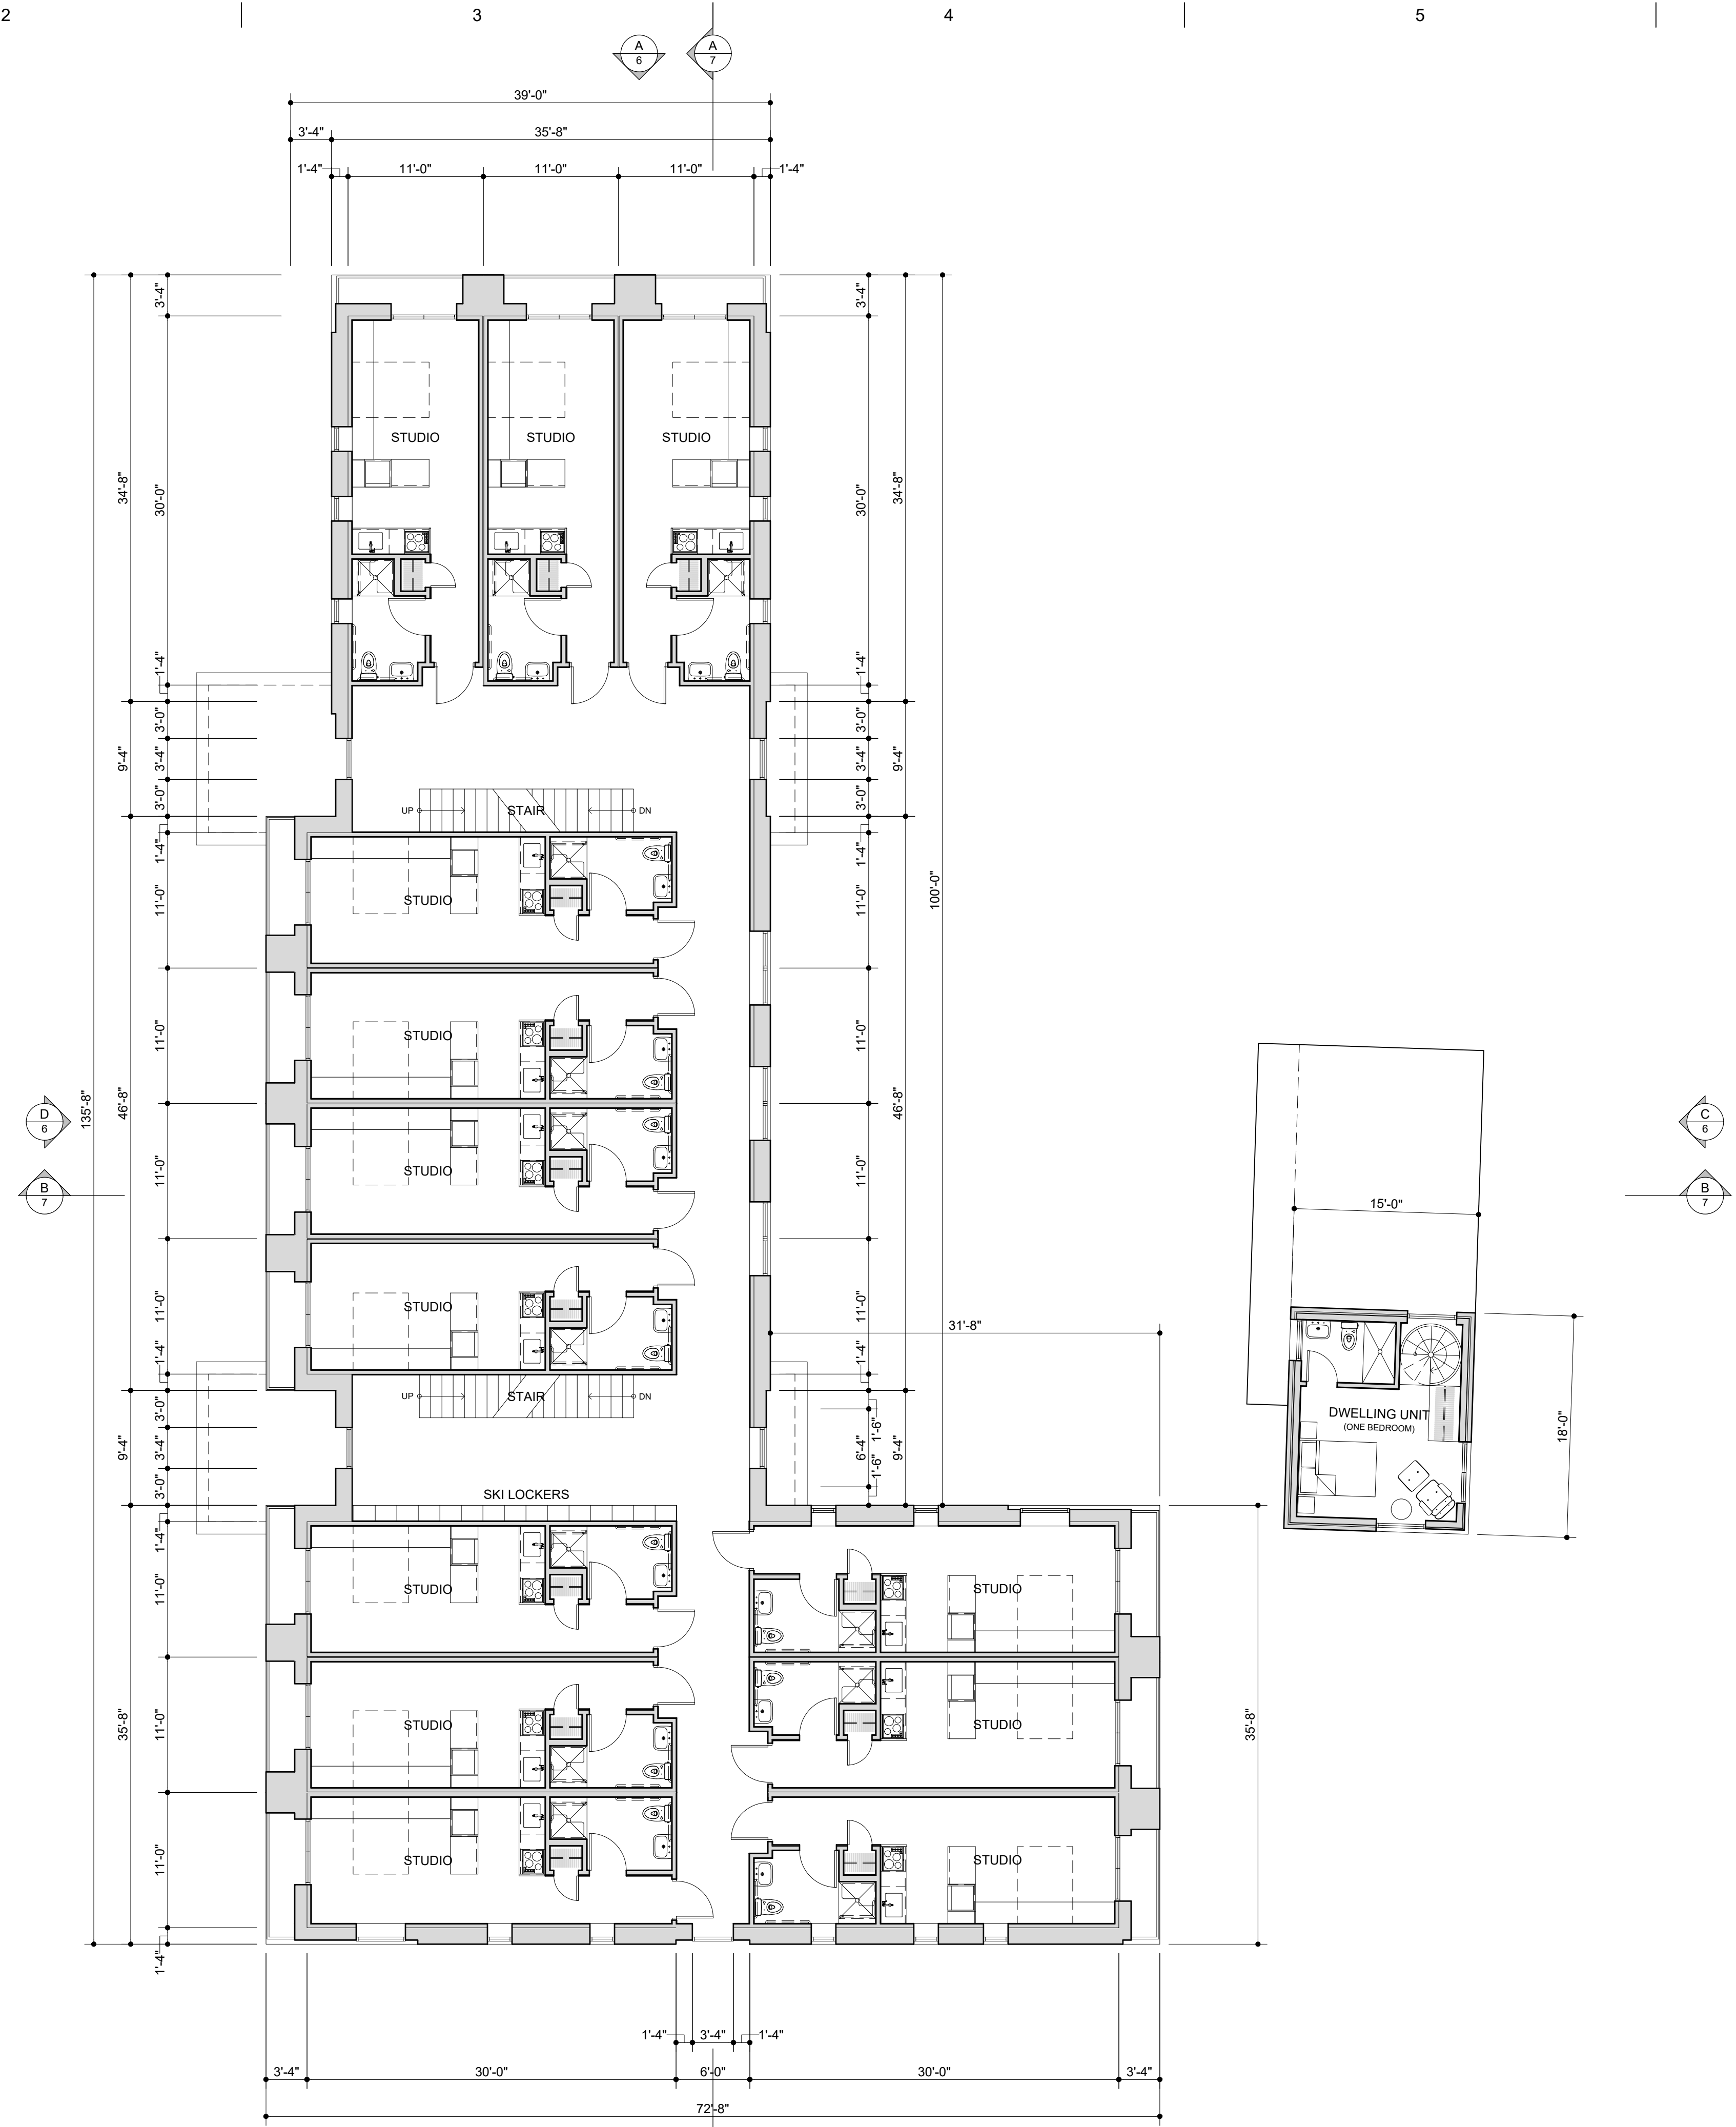 2
3
4
5
A
6
A
7
39'-0"
3'-4"
35'-8"
1'-4"
11'-0"
11'-0"
11'-0"
1'-4"
3'-4"
3'-4"
34'-8"
30'-0"
STUDIO
STUDIO
STUDIO
30'-0"
34'-8"
1'-4"
1'-4"
3'-0"
3'-0"
9'-4"
3'-4"
3'-4"
9'-4"
3'-0"
3'-0"
UP
STAIR
DN
1'-4"
1'-4"
11'-0"
STUDIO
11'-0"
100'-0"
11'-0"
STUDIO
11'-0"
135'-8"
46'-8"
46'-8"
D
6
C
6
11'-0"
STUDIO
11'-0"
B
7
B
7
15'-0"
11'-0"
STUDIO
11'-0"
31'-8"
1'-4"
1'-4"
UP
STAIR
DN
3'-0"
1'-6"
DWELLING UNIT
(ONE BEDROOM)
18'-0"
9'-4"
3'-4"
6'-4"
9'-4"
1'-6"
3'-0"
SKI LOCKERS
1'-4"
11'-0"
STUDIO
STUDIO
35'-8"
11'-0"
STUDIO
STUDIO
35'-8"
11'-0"
STUDIO
STUDIO
1'-4"
1'-4"
3'-4"
1'-4"
3'-4"
30'-0"
6'-0"
30'-0"
3'-4"
72'-8"